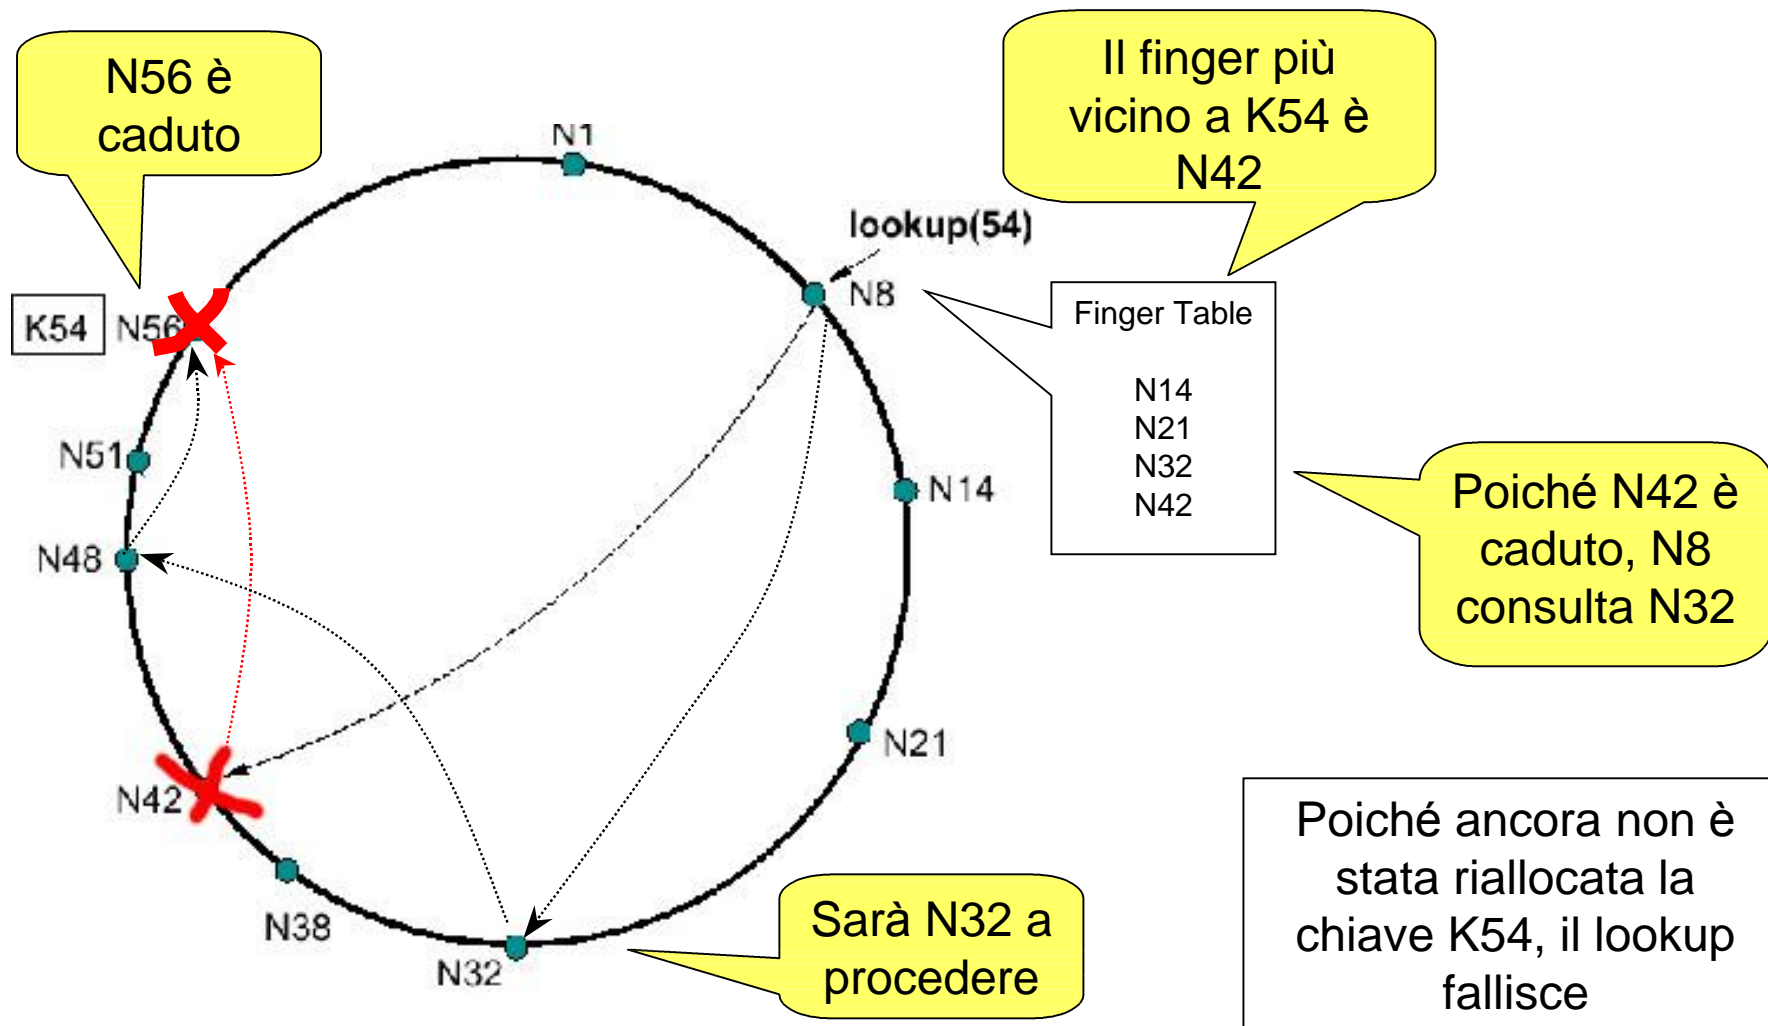 N56 è
caduto
Il finger più
vicino a K54 è
N42
N1
lookup(54)
N8
K54
N56
Finger Table
N14
N21
N32
N42
N51
N14
Poiché N42 è
caduto, N8
consulta N32
N48
N21
N42
Poiché ancora non è
stata riallocata la
chiave K54, il lookup
fallisce
N38
Sarà N32 a
procedere
N32